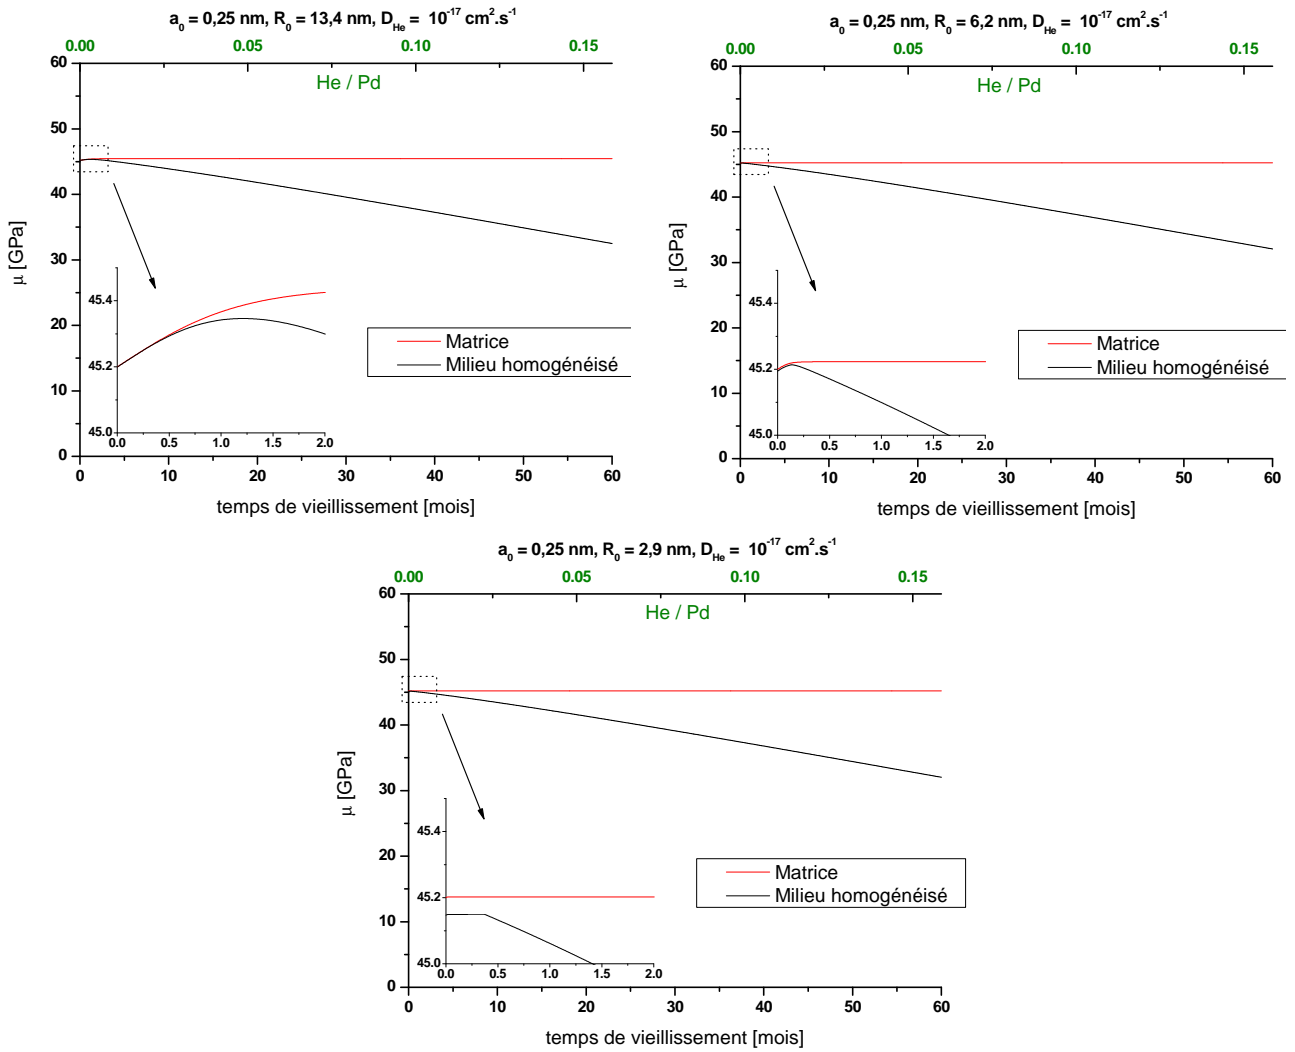 a₀ = 0,25 nm, R₀ = 13,4 nm, D_He = 10⁻¹⁷ cm².s⁻¹
0.00 0.05 0.10 0.15
He / Pd
60
50
40
30
20
10
0
μ [GPa]
45.4
45.2
45.0
0.0 0.5 1.0 1.5 2.0
Matrice
Milieu homogénéisé
0 10 20 30 40 50 60
temps de vieillissement [mois]
a₀ = 0,25 nm, R₀ = 6,2 nm, D_He = 10⁻¹⁷ cm².s⁻¹
0.00 0.05 0.10 0.15
He / Pd
60
50
40
30
20
10
0
μ [GPa]
45.4
45.2
45.0
0.0 0.5 1.0 1.5 2.0
Matrice
Milieu homogénéisé
0 10 20 30 40 50 60
temps de vieillissement [mois]
a₀ = 0,25 nm, R₀ = 2,9 nm, D_He = 10⁻¹⁷ cm².s⁻¹
0.00 0.05 0.10 0.15
He / Pd
60
50
40
30
20
10
0
μ [GPa]
45.4
45.2
45.0
0.0 0.5 1.0 1.5 2.0
Matrice
Milieu homogénéisé
0 10 20 30 40 50 60
temps de vieillissement [mois]